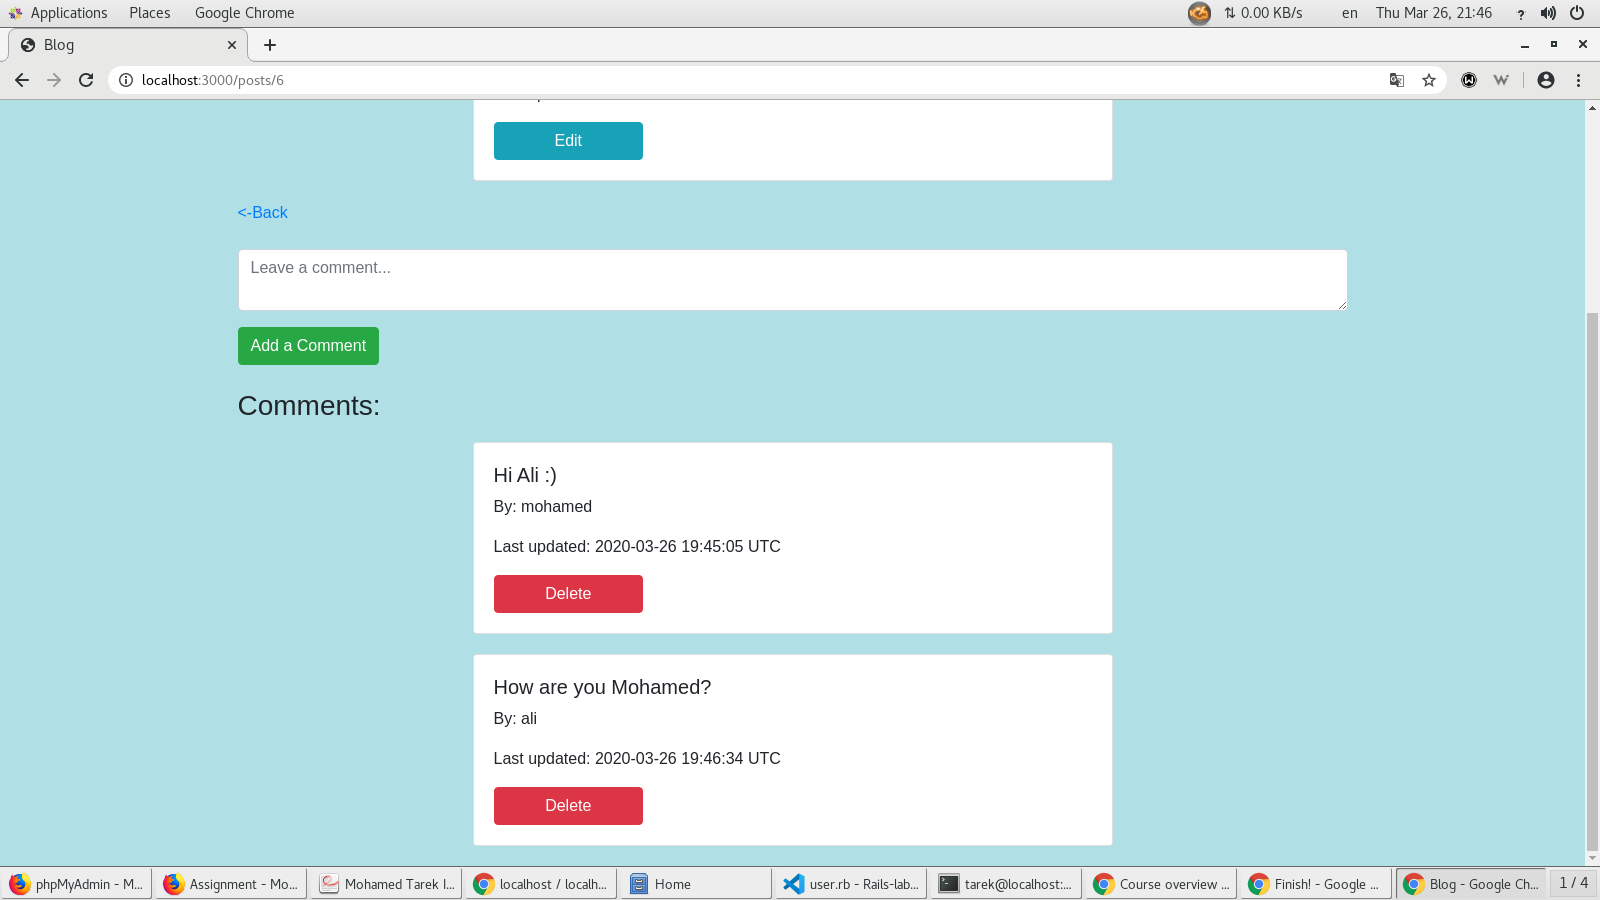 Applications Places Google Chrome 0.00 KB/s en Thu Mar 26, 21:46
Blog
localhost:3000/posts/6
Edit
<-Back
Leave a comment...
Add a Comment
Comments:
Hi Ali :)
By: mohamed
Last updated: 2020-03-26 19:45:05 UTC
Delete
How are you Mohamed?
By: ali
Last updated: 2020-03-26 19:46:34 UTC
Delete
phpMyAdmin - M... Assignment - Mo... Mohamed Tarek I... localhost / localh... Home user.rb - Rails-lab... tarek@localhost:... Course overview ... Finish! - Google ... Blog - Google Ch... 1 / 4